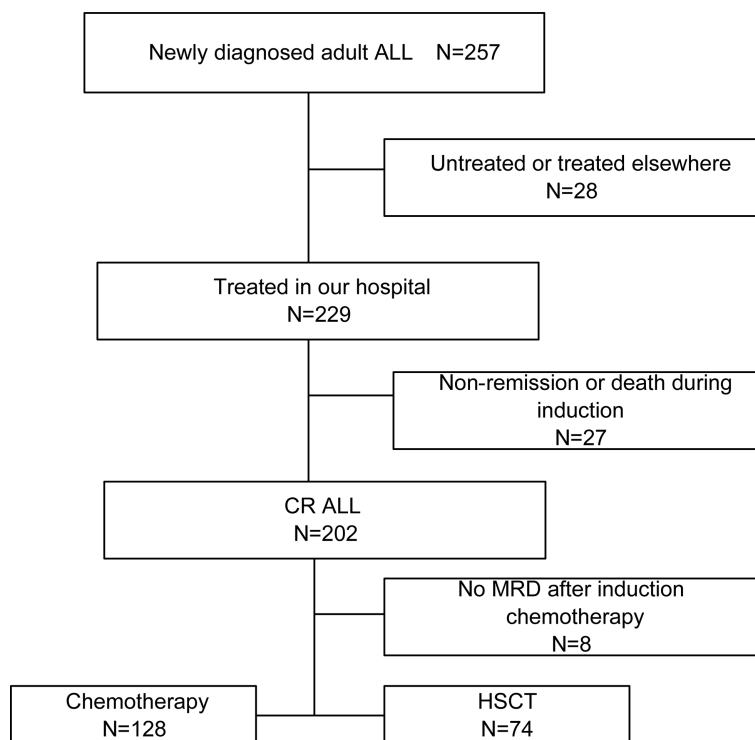 Newly diagnosed adult ALL N=257
Untreated or treated elsewhere
N=28
Treated in our hospital
N=229
Non-remission or death during
induction
N=27
CR ALL
N=202
No MRD after induction
chemotherapy
N=8
Chemotherapy
N=128
HSCT
N=74